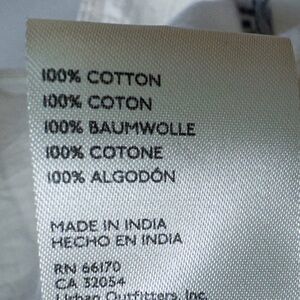 100% COTTON
100% COTON
100% BAUMWOLLE
100% COTONE
100% ALGODÓN
MADE IN INDIA
HECHO EN INDIA
RN 66170
CA 32054
Urban Outfitters, Inc.